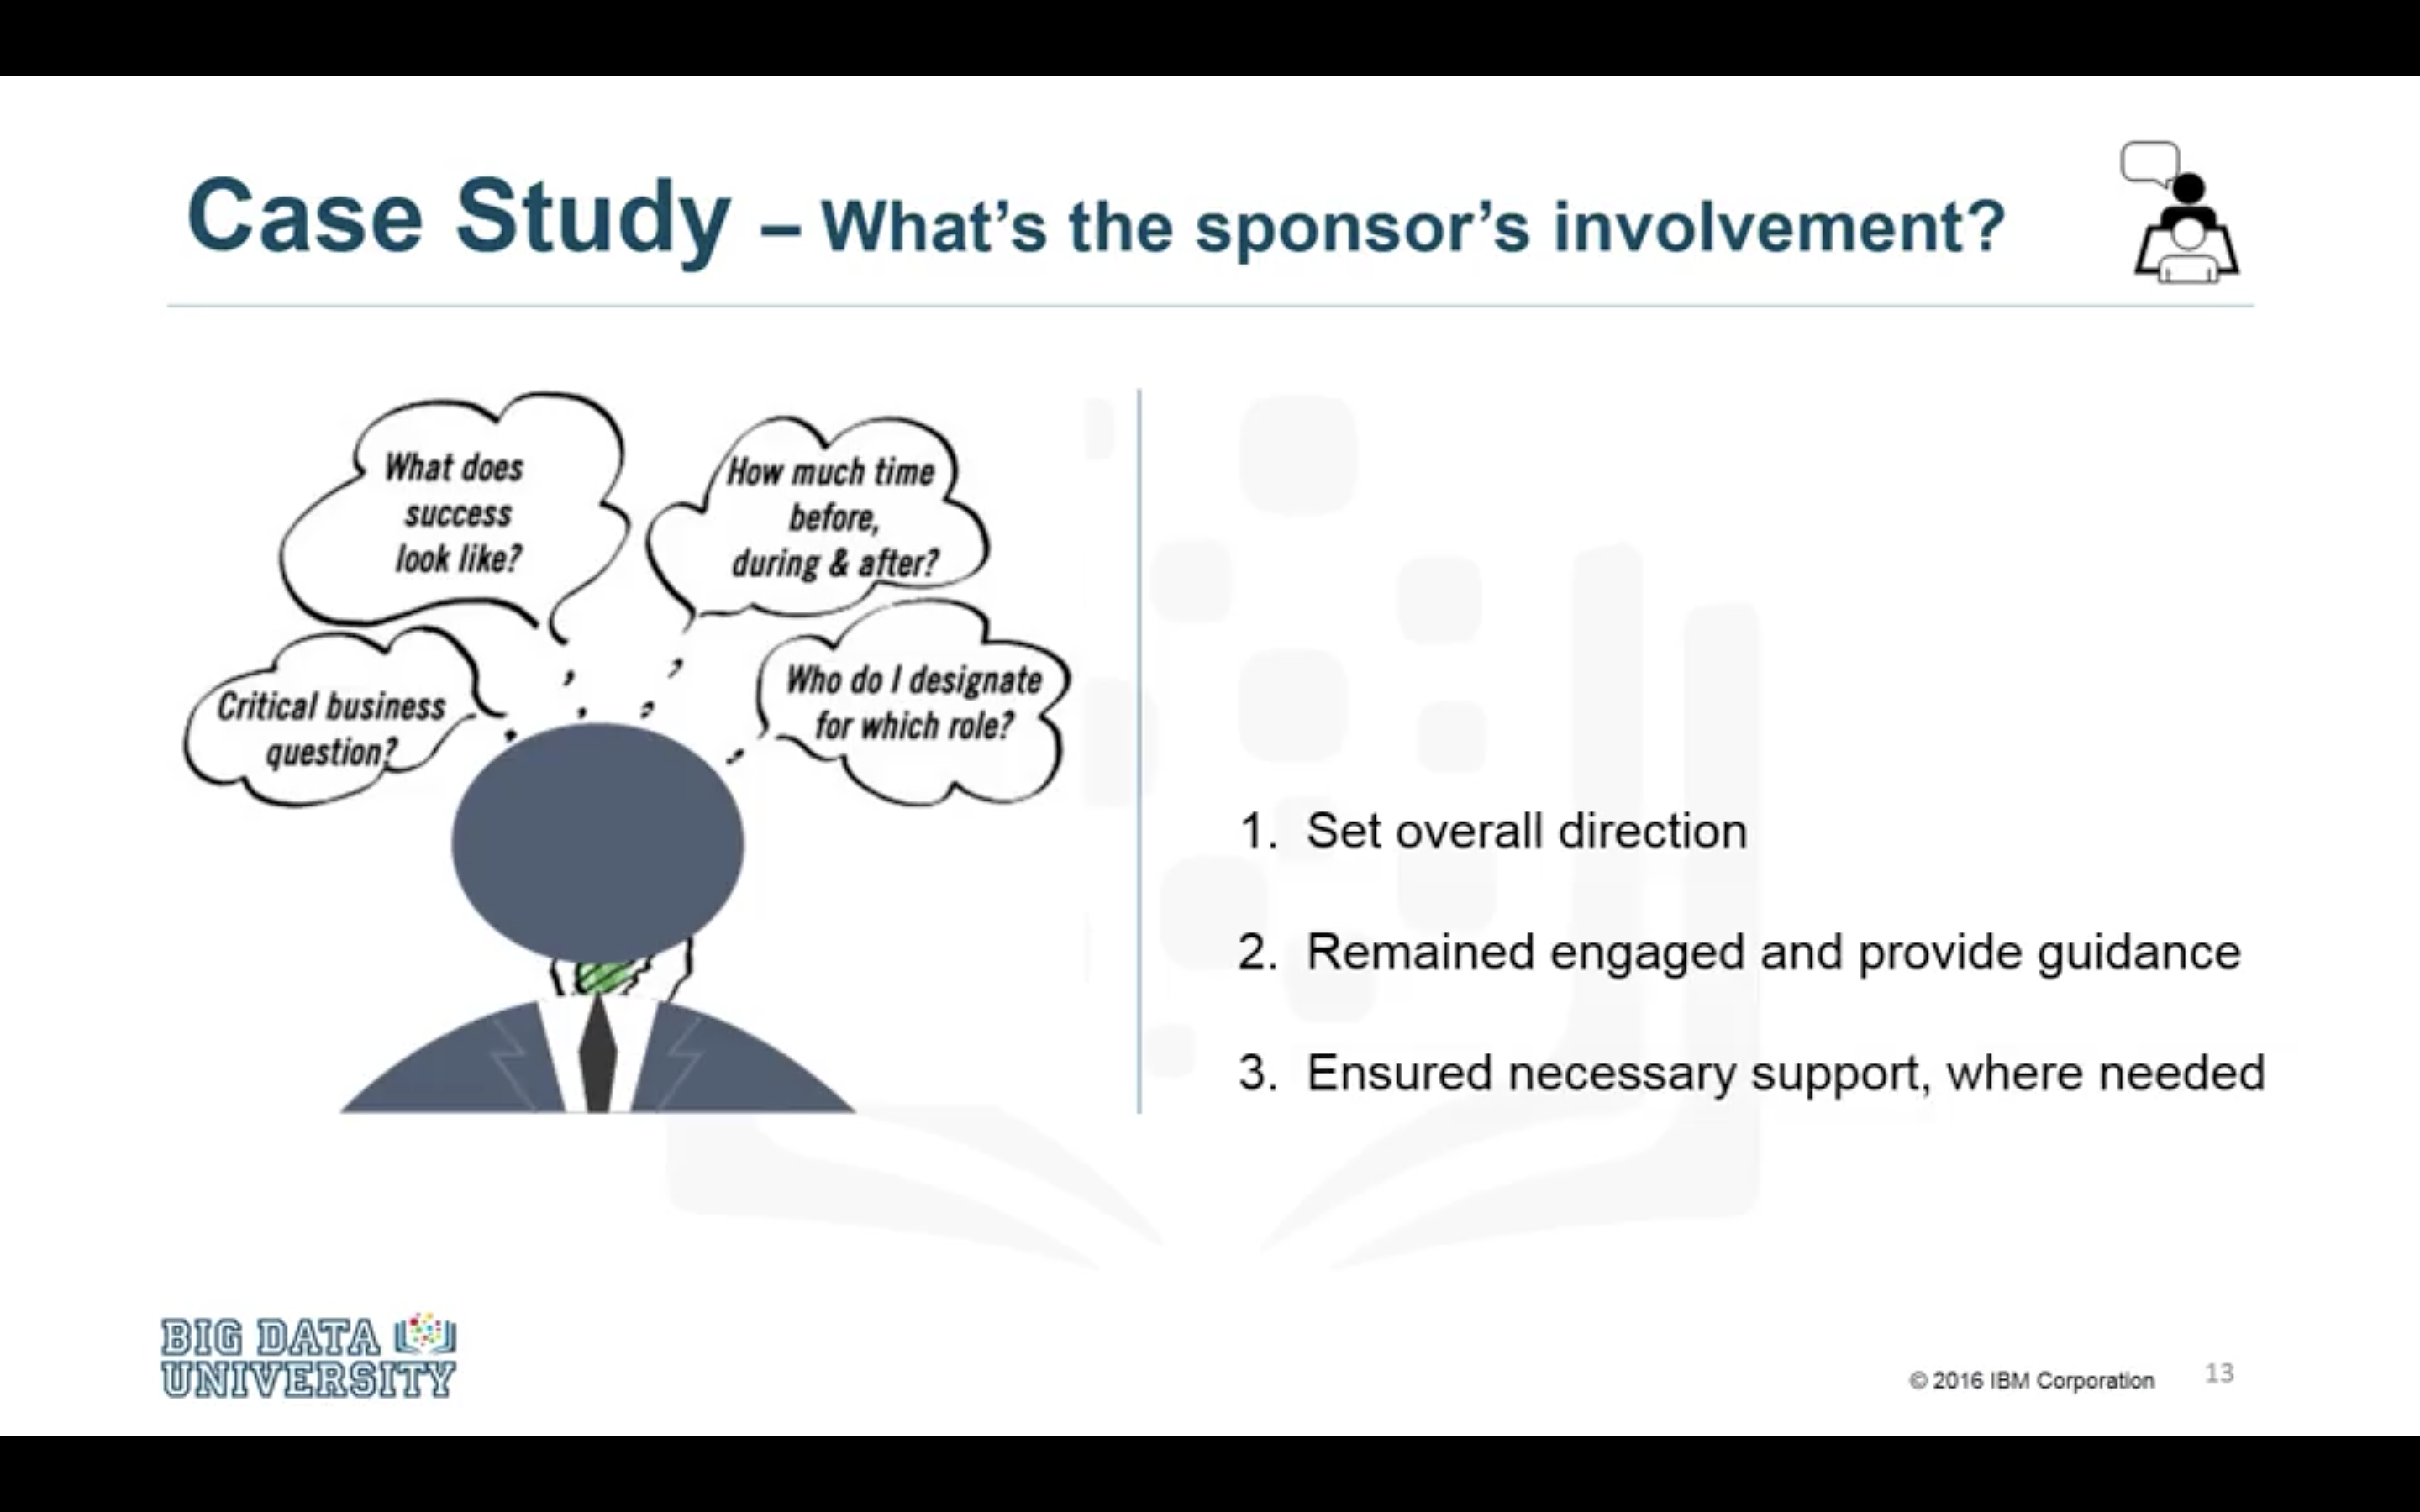 Case Study – What's the sponsor's involvement?
What does
success
look like?
How much time
before,
during & after?
Critical business
question?
Who do I designate
for which role?
1. Set overall direction
2. Remained engaged and provide guidance
3. Ensured necessary support, where needed
BIG DATA
UNIVERSITY
© 2016 IBM Corporation 13